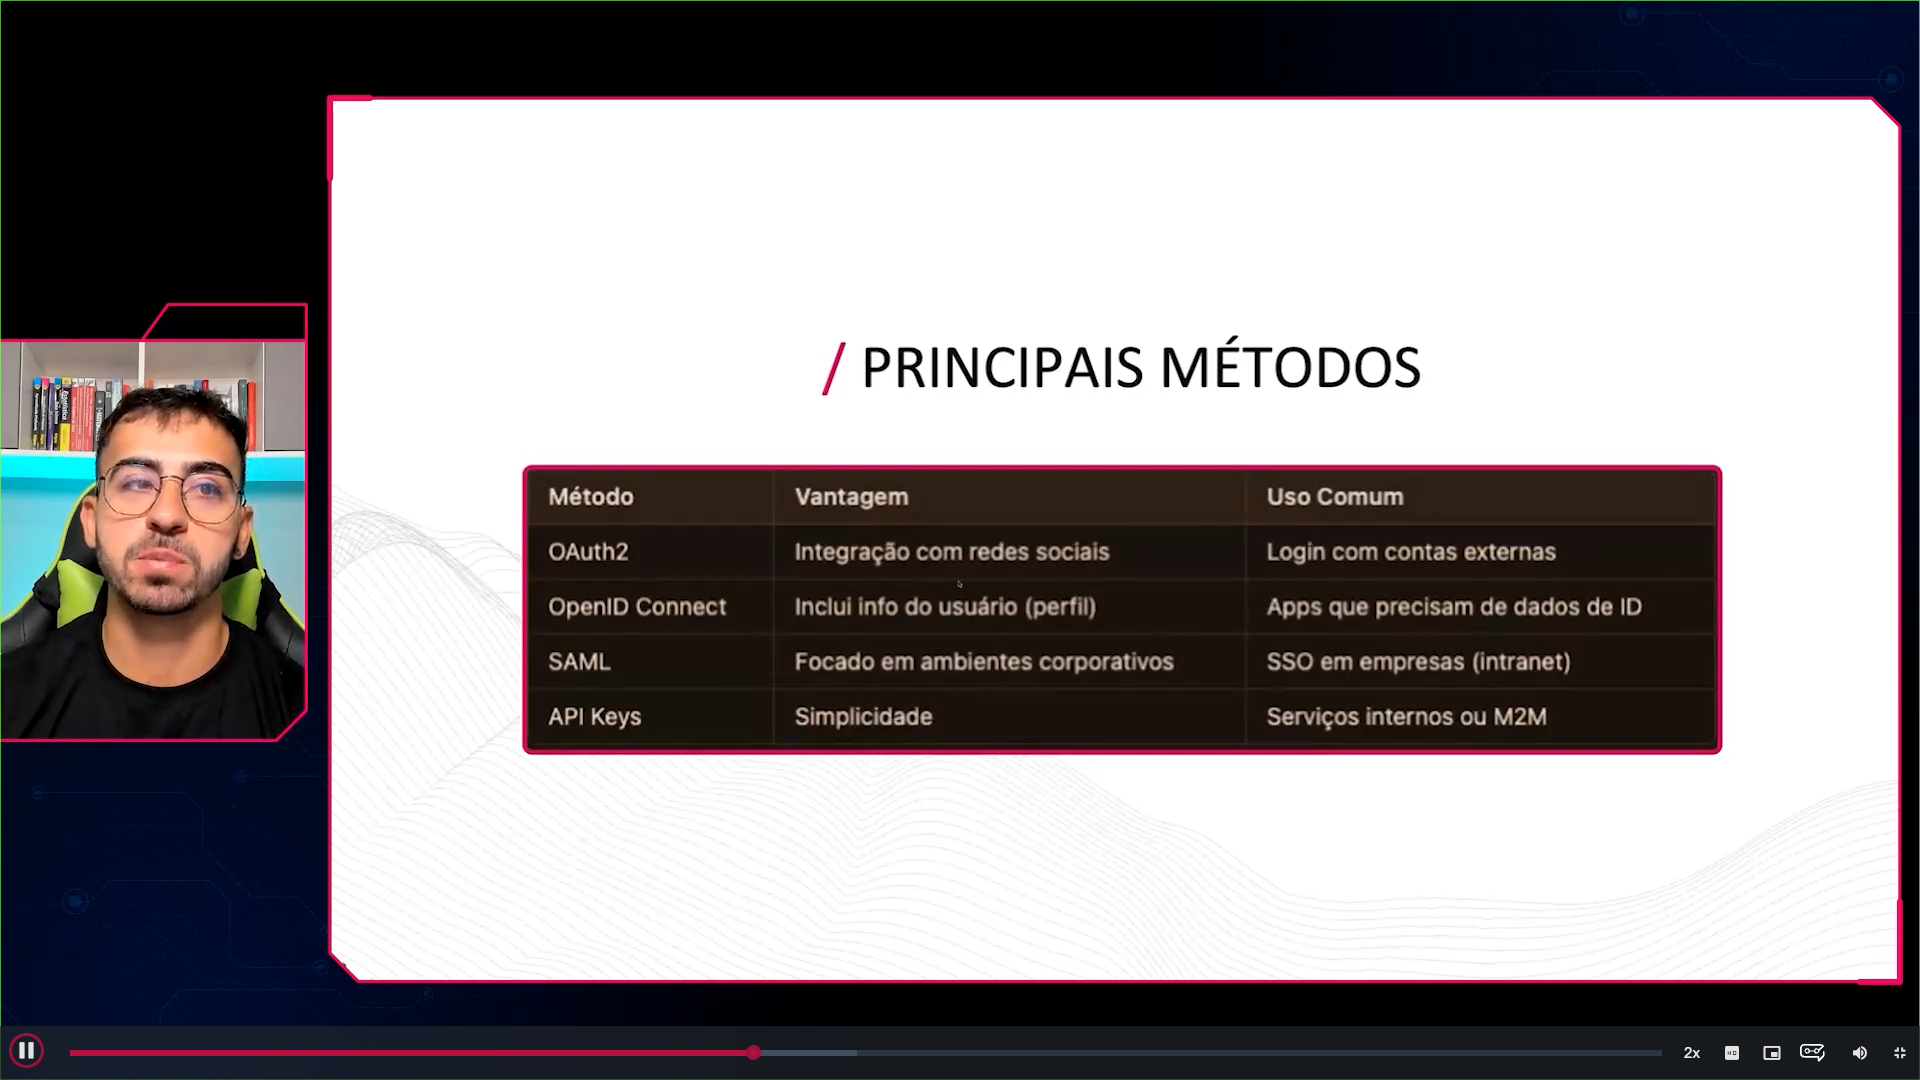 / PRINCIPAIS MÉTODOS
Método Vantagem Uso Comum
OAuth2 Integração com redes sociais Login com contas externas
OpenID Connect Inclui info do usuário (perfil) Apps que precisam de dados de ID
SAML Focado em ambientes corporativos SSO em empresas (intranet)
API Keys Simplicidade Serviços internos ou M2M
2x HD